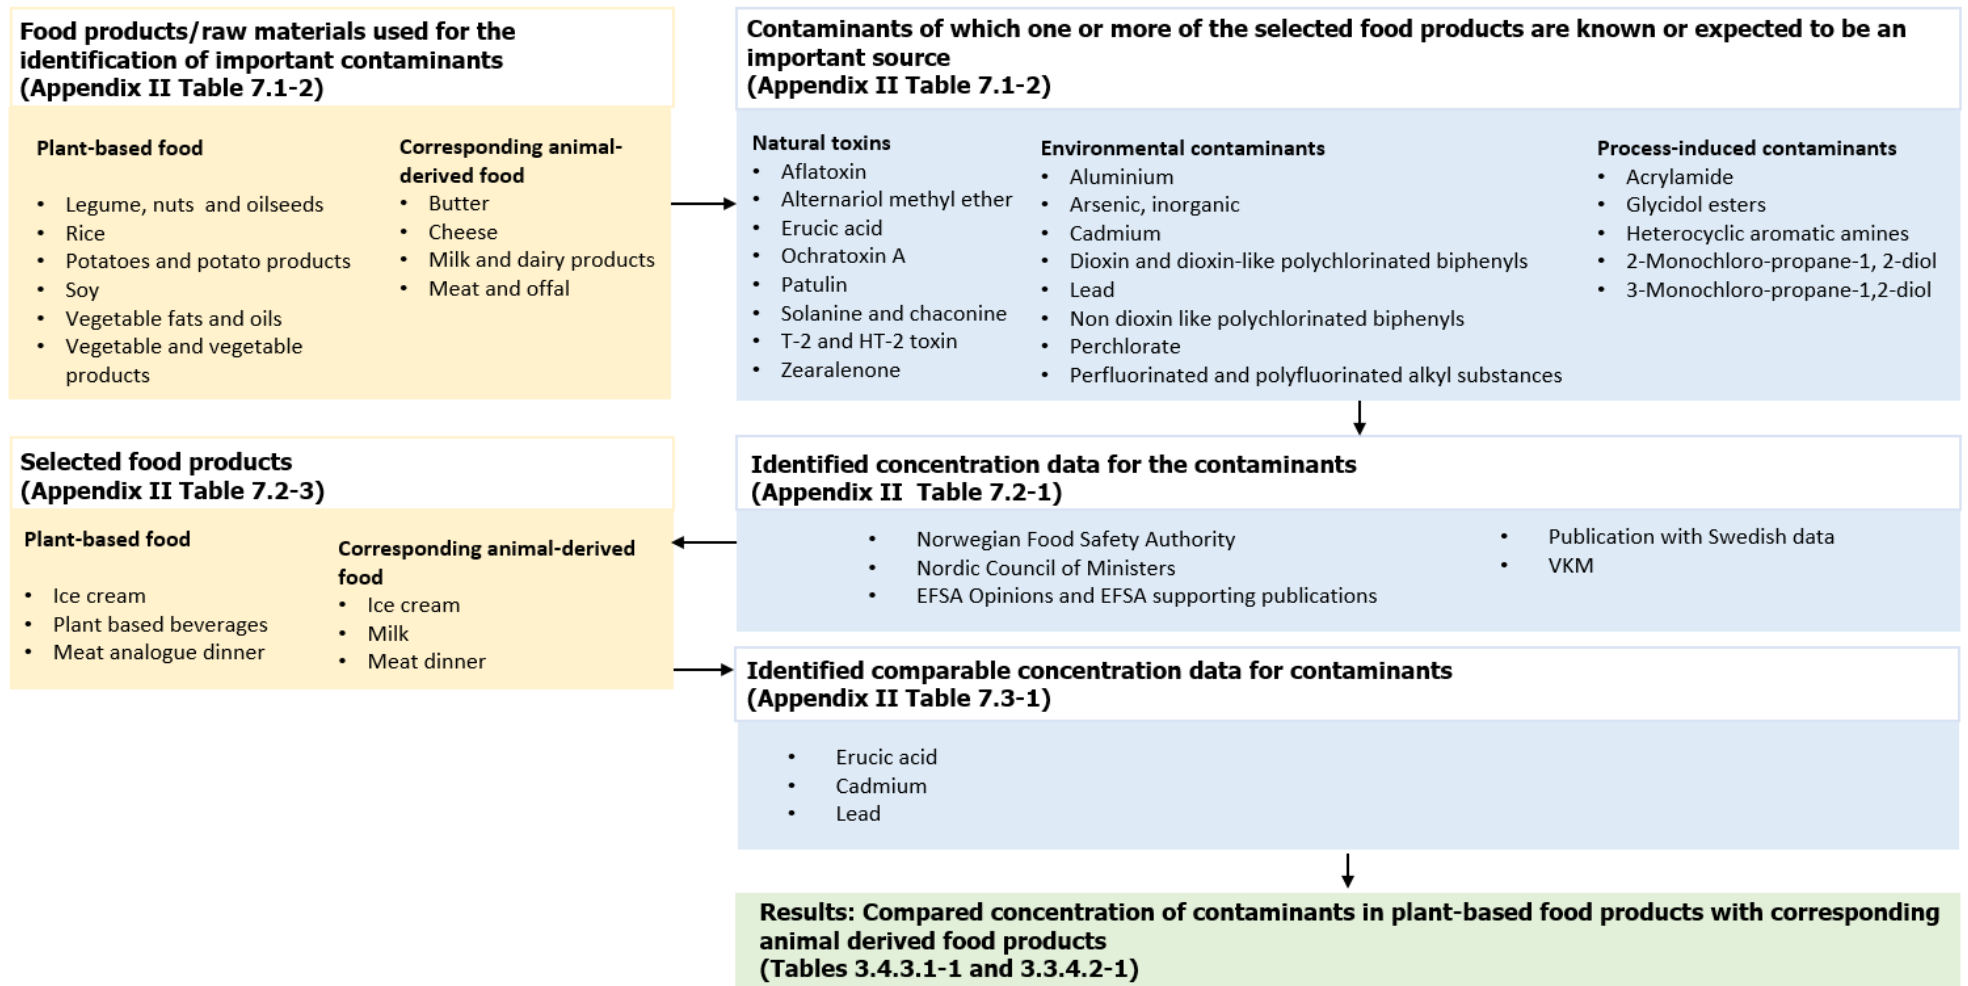 Food products/raw materials used for the
identification of important contaminants
(Appendix II Table 7.1-2)
Plant-based food
• Legume, nuts and oilseeds
• Rice
• Potatoes and potato products
• Soy
• Vegetable fats and oils
• Vegetable and vegetable
products
Corresponding animal-
derived food
• Butter
• Cheese
• Milk and dairy products
• Meat and offal
Contaminants of which one or more of the selected food products are known or expected to be an
important source
(Appendix II Table 7.1-2)
Natural toxins
• Aflatoxin
• Alternariol methyl ether
• Erucic acid
• Ochratoxin A
• Patulin
• Solanine and chaconine
• T-2 and HT-2 toxin
• Zearalenone
Environmental contaminants
• Aluminium
• Arsenic, inorganic
• Cadmium
• Dioxin and dioxin-like polychlorinated biphenyls
• Lead
• Non dioxin like polychlorinated biphenyls
• Perchlorate
• Perfluorinated and polyfluorinated alkyl substances
Process-induced contaminants
• Acrylamide
• Glycidol esters
• Heterocyclic aromatic amines
• 2-Monochloro-propane-1, 2-diol
• 3-Monochloro-propane-1,2-diol
Identified concentration data for the contaminants
(Appendix II Table 7.2-1)
• Norwegian Food Safety Authority
• Nordic Council of Ministers
• EFSA Opinions and EFSA supporting publications
• Publication with Swedish data
• VKM
Selected food products
(Appendix II Table 7.2-3)
Plant-based food
• Ice cream
• Plant based beverages
• Meat analogue dinner
Corresponding animal-derived
food
• Ice cream
• Milk
• Meat dinner
Identified comparable concentration data for contaminants
(Appendix II Table 7.3-1)
• Erucic acid
• Cadmium
• Lead
Results: Compared concentration of contaminants in plant-based food products with corresponding
animal derived food products
(Tables 3.4.3.1-1 and 3.3.4.2-1)